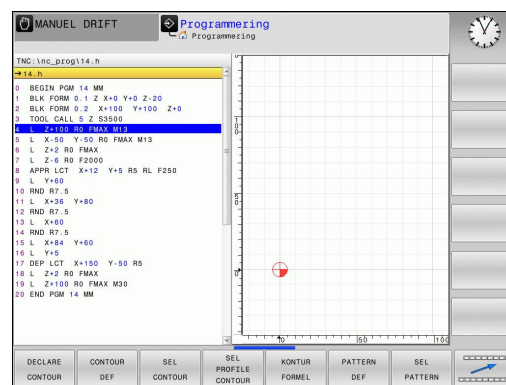 MANUEL DRIFT
Programmering
Programmering
TNC:\nc_prog\14.h
→14.h
0 BEGIN PGM 14 MM
1 BLK FORM 0.1 Z X+0 Y+0 Z-20
2 BLK FORM 0.2 X+100 Y+100 Z+0
3 TOOL CALL 5 Z S3500
4 L Z+100 R0 FMAX M13
5 L X-50 Y-50 R0 FMAX M13
6 L Z+2 R0 FMAX
7 L Z-6 R0 F2000
8 APPR LCT X+12 Y+5 R5 RL F250
9 L Y+60
10 RND R7.5
11 L X+36 Y+80
12 RND R7.5
13 L X+60
14 RND R7.5
15 L X+84 Y+60
16 L Y+5
17 DEP LCT X+150 Y-50 R5
18 L Z+2 R0 FMAX
19 L Z+100 R0 FMAX M30
20 END PGM 14 MM
100
50
0
0
50
100
DECLARE CONTOUR
CONTOUR DEF
SEL CONTOUR
SEL PROFILE CONTOUR
KONTUR FORMEL
PATTERN DEF
SEL PATTERN